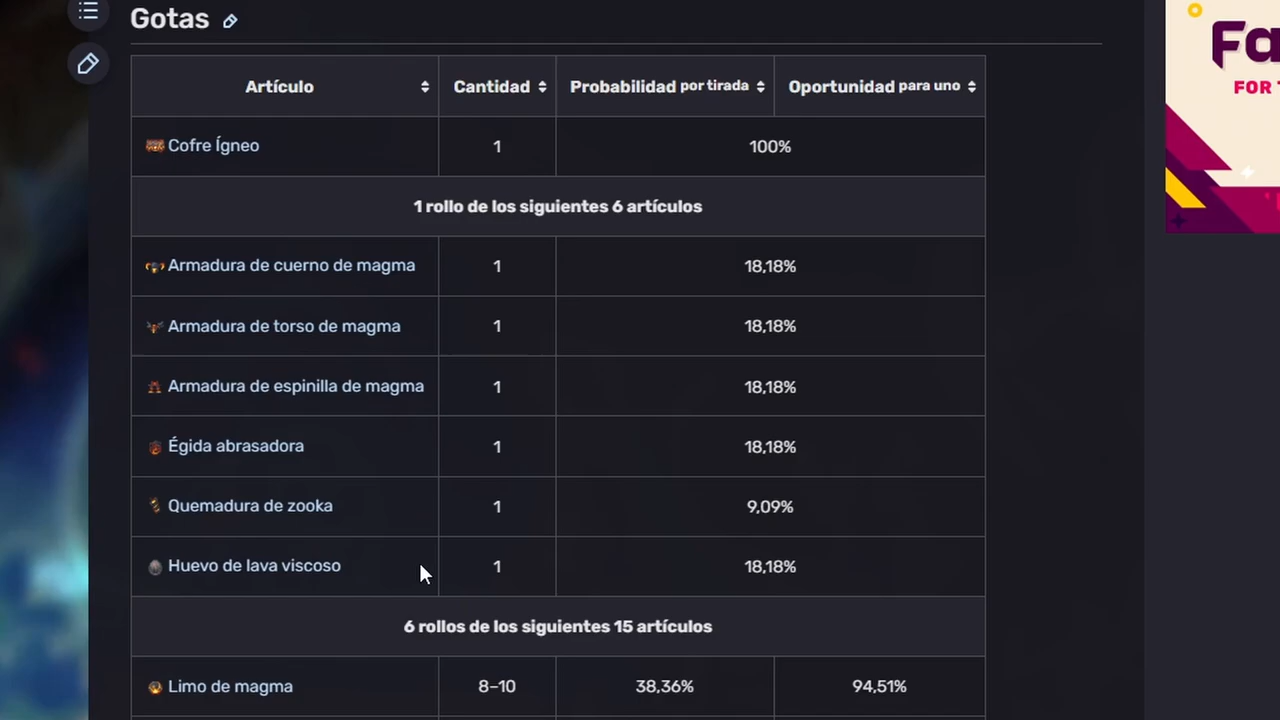 Gotas
Artículo Cantidad Probabilidad por tirada Oportunidad para uno
Cofre Ígneo 1 100%
1 rollo de los siguientes 6 artículos
Armadura de cuerno de magma 1 18,18%
Armadura de torso de magma 1 18,18%
Armadura de espinilla de magma 1 18,18%
Égida abrasadora 1 18,18%
Quemadura de zooka 1 9,09%
Huevo de lava viscoso 1 18,18%
6 rollos de los siguientes 15 artículos
Limo de magma 8–10 38,36% 94,51%
Fa
FOR